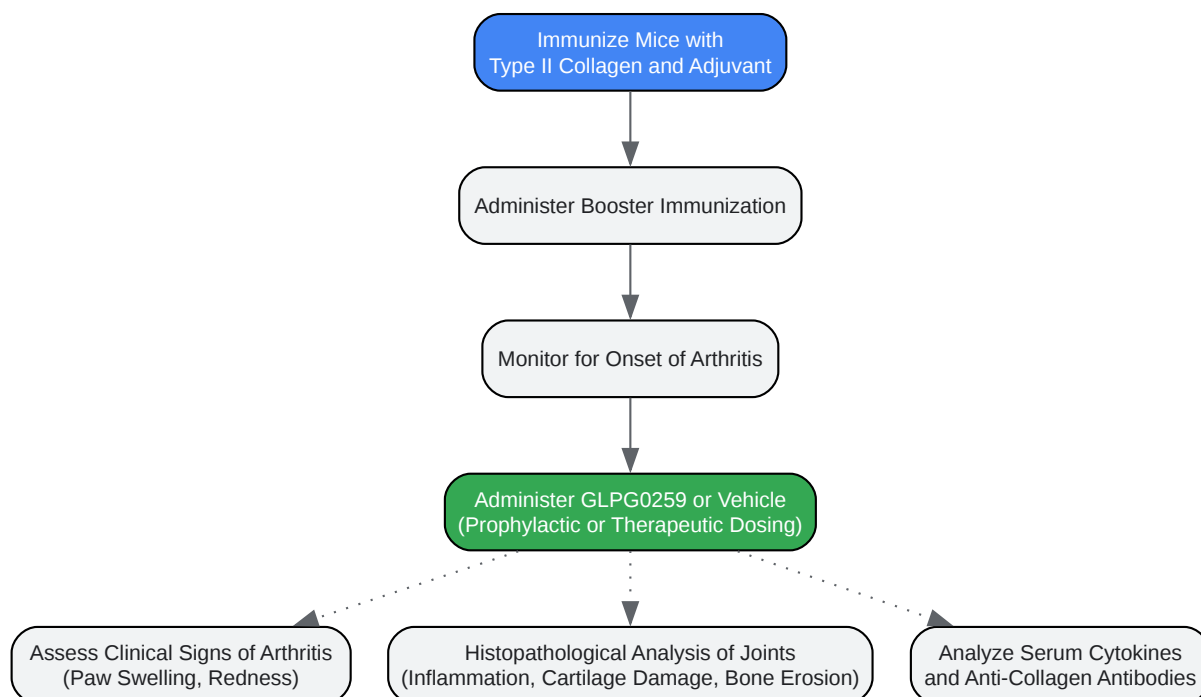 Immunize Mice with
Type II Collagen and Adjuvant
Administer Booster Immunization
Monitor for Onset of Arthritis
Administer GLPG0259 or Vehicle
(Prophylactic or Therapeutic Dosing)
Assess Clinical Signs of Arthritis
(Paw Swelling, Redness)
Histopathological Analysis of Joints
(Inflammation, Cartilage Damage, Bone Erosion)
Analyze Serum Cytokines
and Anti-Collagen Antibodies